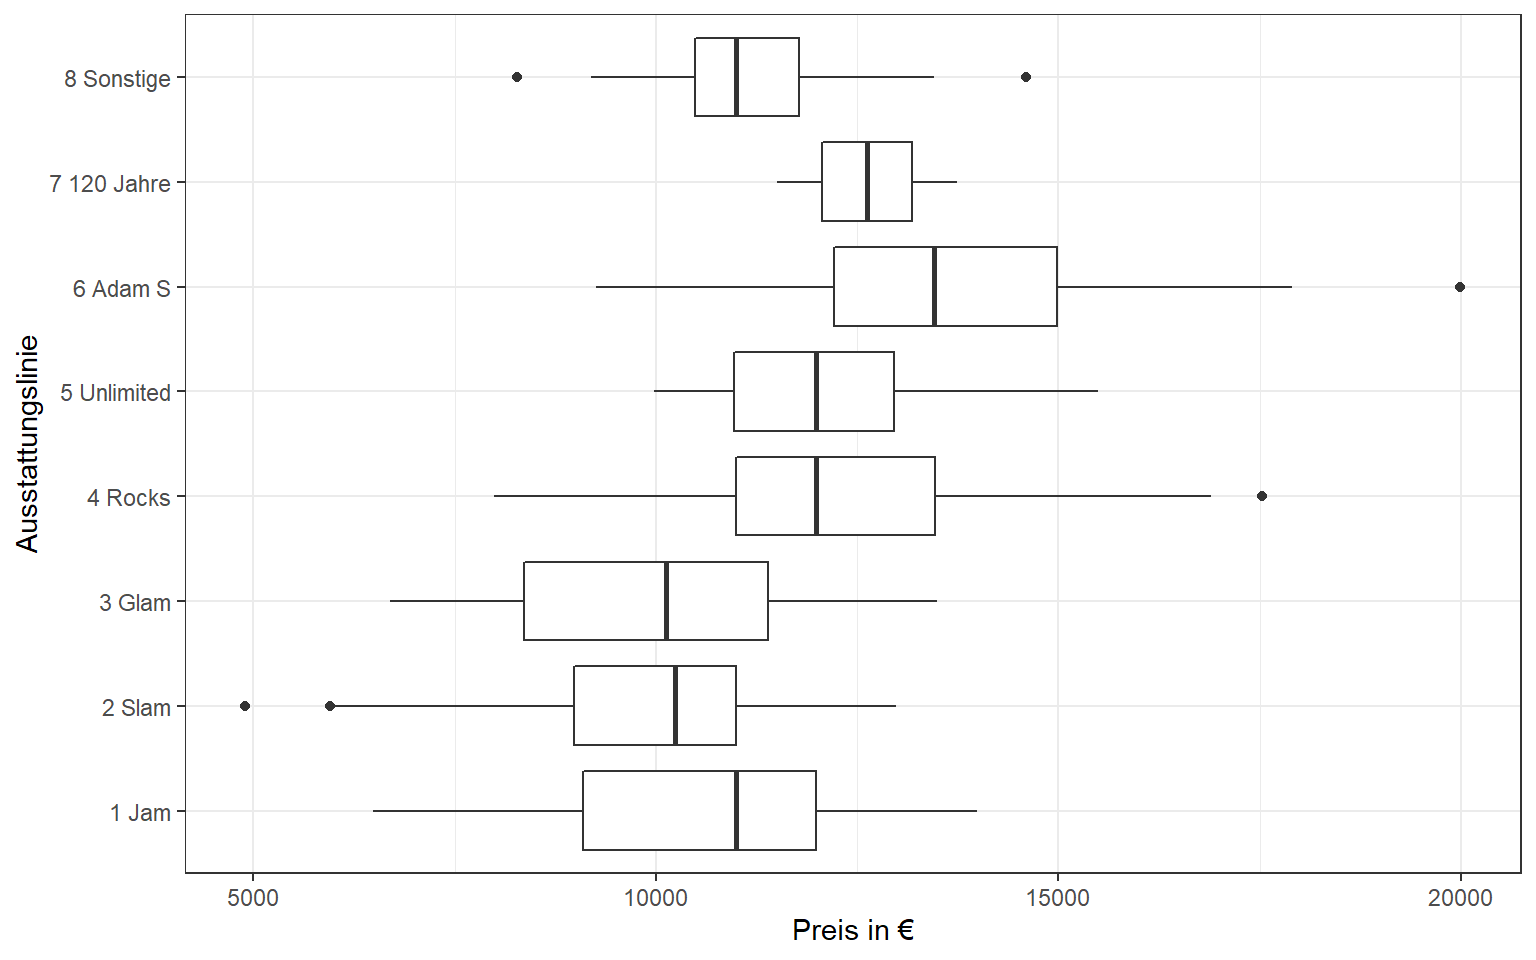 8 Sonstige
7 120 Jahre
6 Adam S
5 Unlimited
4 Rocks
3 Glam
2 Slam
1 Jam
Ausstattungslinie
5000 10000 15000 20000
Preis in €